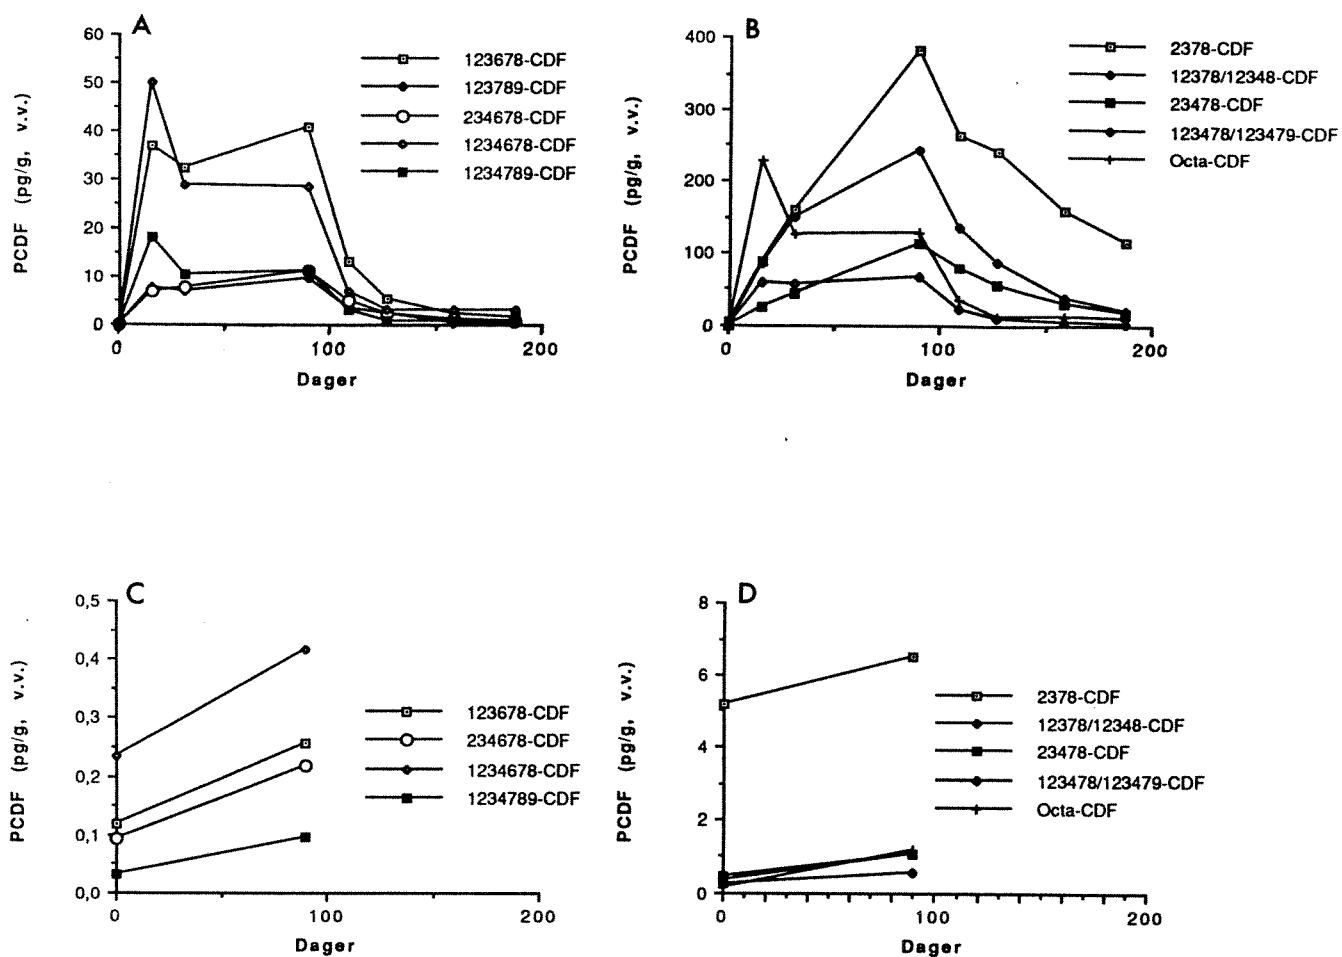 A
PCDF (pg/g, v.v.)
60
50
40
30
20
10
0
0
100
200
Dager
123678-CDF
123789-CDF
234678-CDF
1234678-CDF
1234789-CDF
B
PCDF (pg/g, v.v.)
400
300
200
100
0
0
100
200
Dager
2378-CDF
12378/12348-CDF
23478-CDF
123478/123479-CDF
Octa-CDF
C
PCDF (pg/g, v.v.)
0,5
0,4
0,3
0,2
0,1
0,0
0
100
200
Dager
123678-CDF
234678-CDF
1234678-CDF
1234789-CDF
D
PCDF (pg/g, v.v.)
8
6
4
2
0
0
100
200
Dager
2378-CDF
12378/12348-CDF
23478-CDF
123478/123479-CDF
Octa-CDF